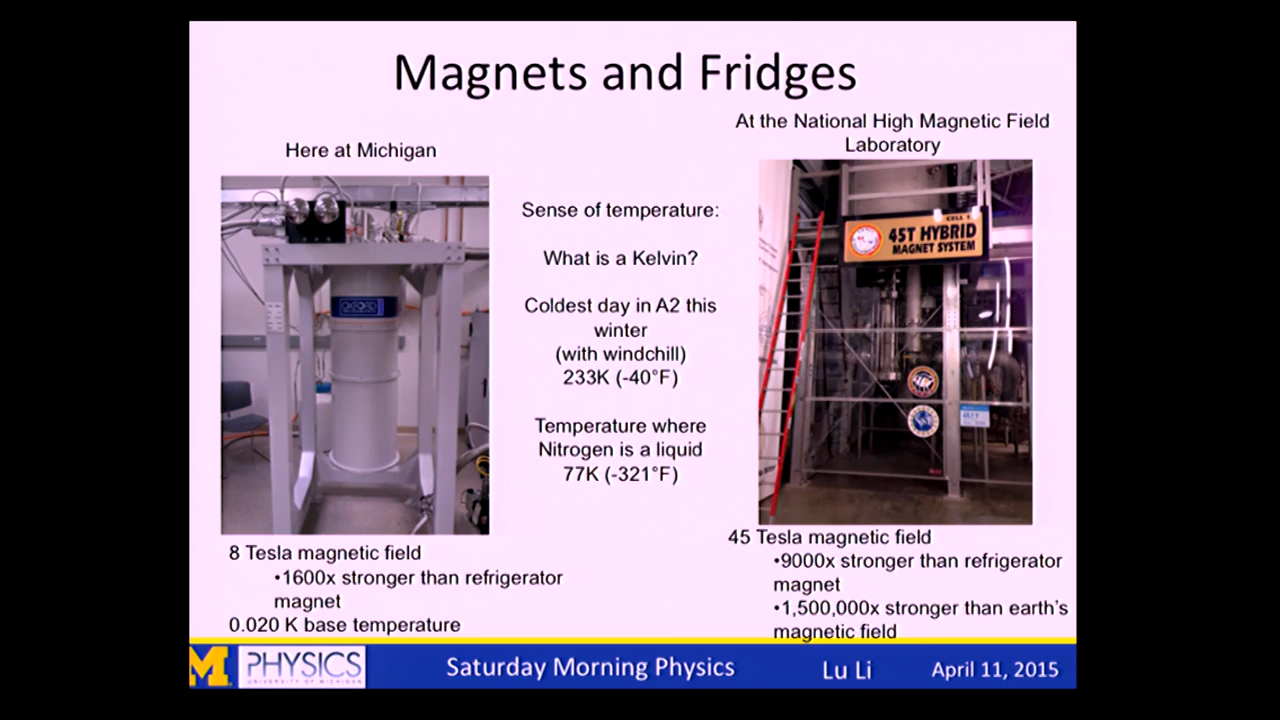 Magnets and Fridges
Here at Michigan
At the National High Magnetic Field
Laboratory
OXFORD
Sense of temperature:
What is a Kelvin?
Coldest day in A2 this
winter
(with windchill)
233K (-40°F)
Temperature where
Nitrogen is a liquid
77K (-321°F)
45T HYBRID
MAGNET SYSTEM
8 Tesla magnetic field
•1600x stronger than refrigerator
magnet
0.020 K base temperature
45 Tesla magnetic field
•9000x stronger than refrigerator
magnet
•1,500,000x stronger than earth's
magnetic field
M PHYSICS
UNIVERSITY OF MICHIGAN
Saturday Morning Physics
Lu Li
April 11, 2015